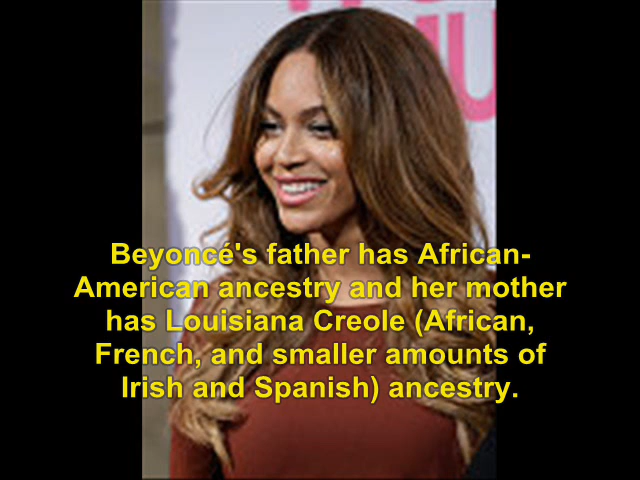 Beyoncé's father has African-
American ancestry and her mother
has Louisiana Creole (African,
French, and smaller amounts of
Irish and Spanish) ancestry.